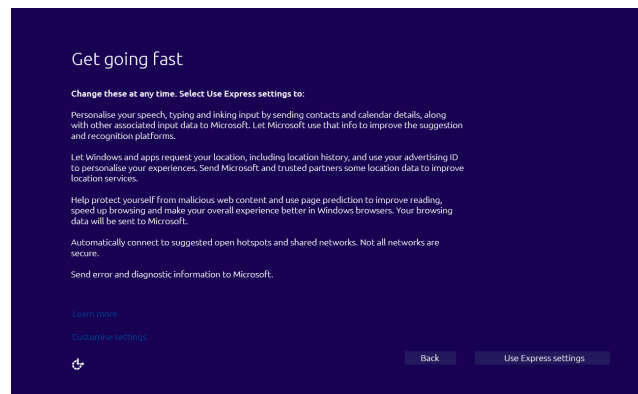 Get going fast
Change these at any time. Select Use Express settings to:
Personalise your speech, typing and inking input by sending contacts and calendar details, along
with other associated input data to Microsoft. Let Microsoft use that info to improve the suggestion
and recognition platforms.
Let Windows and apps request your location, including location history, and use your advertising ID
to personalise your experiences. Send Microsoft and trusted partners some location data to improve
location services.
Help protect yourself from malicious web content and use page prediction to improve reading,
speed up browsing and make your overall experience better in Windows browsers. Your browsing
data will be sent to Microsoft.
Automatically connect to suggested open hotspots and shared networks. Not all networks are
secure.
Send error and diagnostic information to Microsoft.
Learn more
Customise settings
Back
Use Express settings